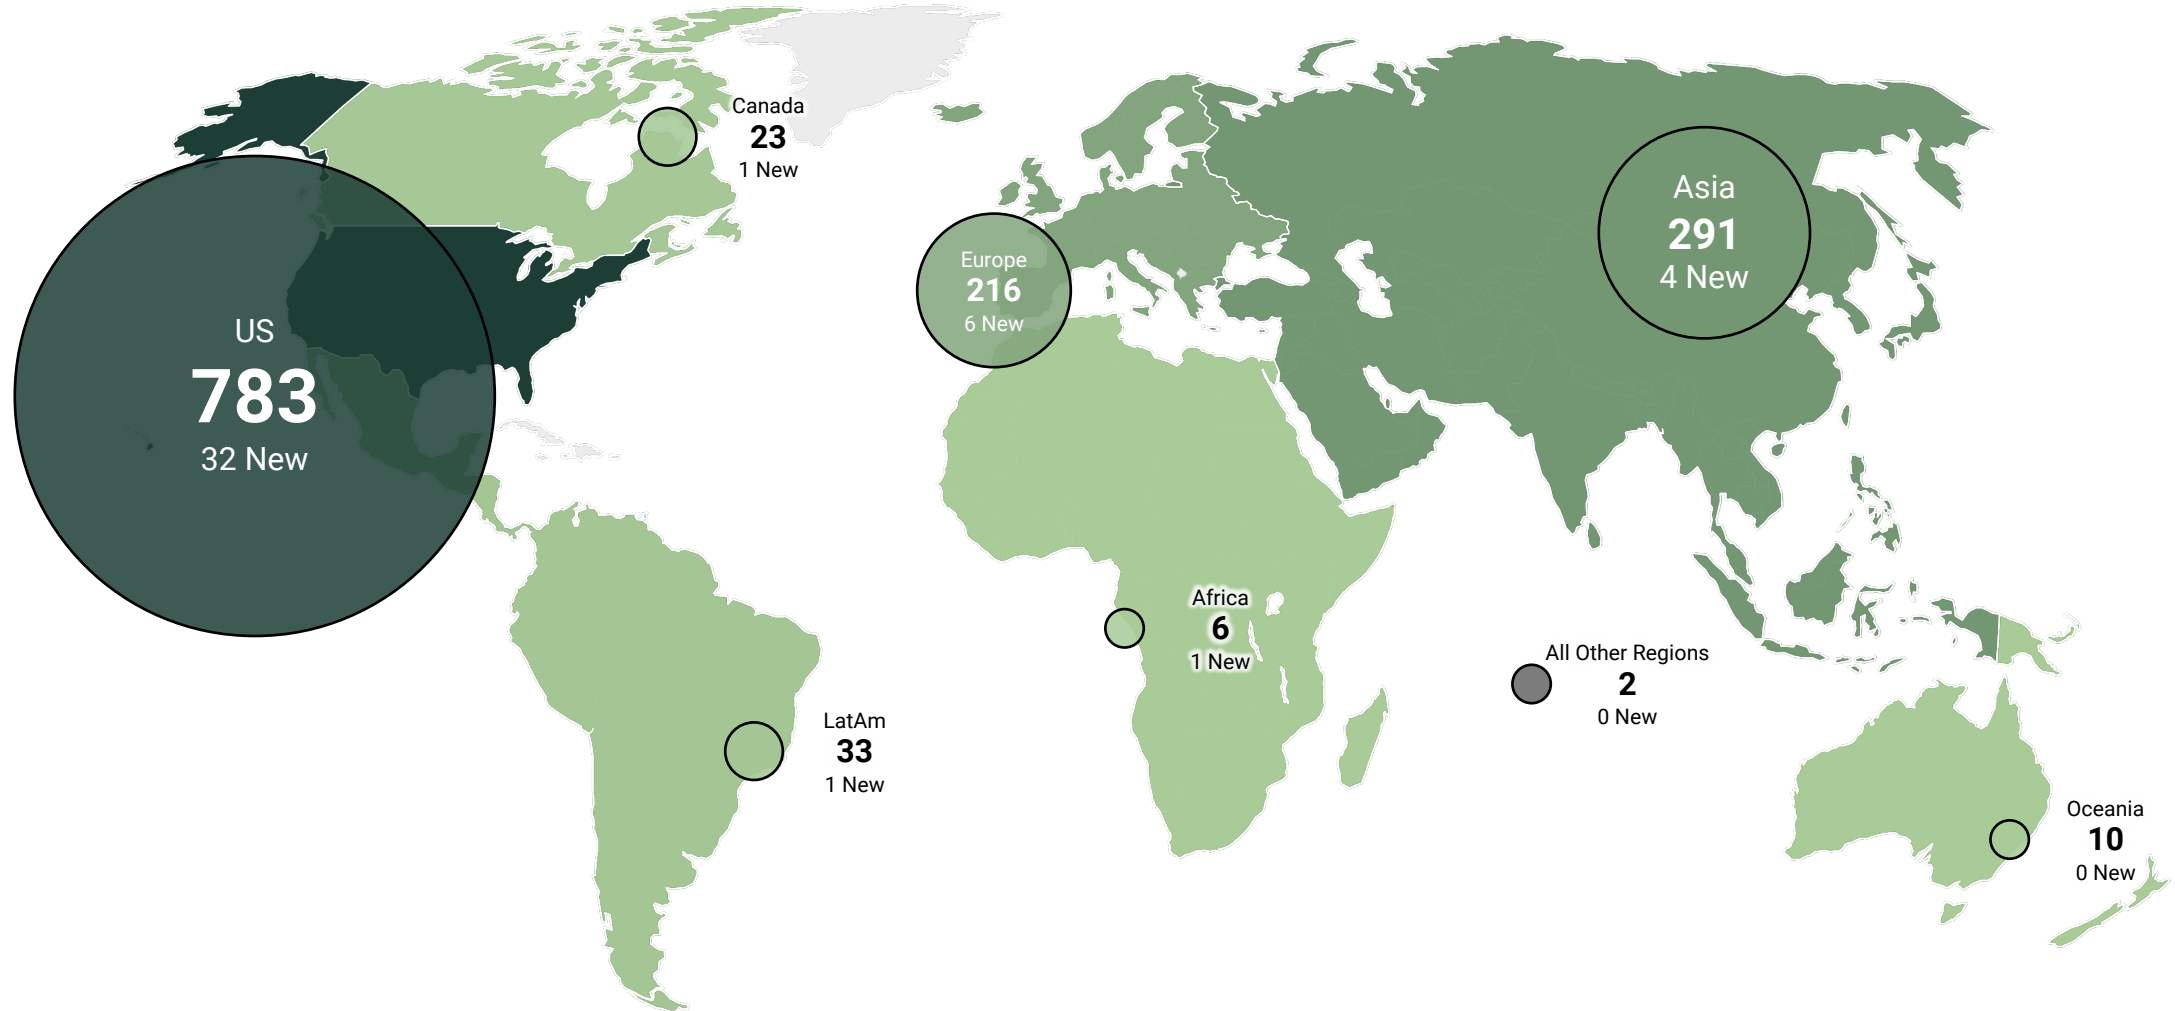 Canada
23
1 New
US
783
32 New
Europe
216
6 New
Asia
291
4 New
LatAm
33
1 New
Africa
6
1 New
All Other Regions
2
0 New
Oceania
10
0 New